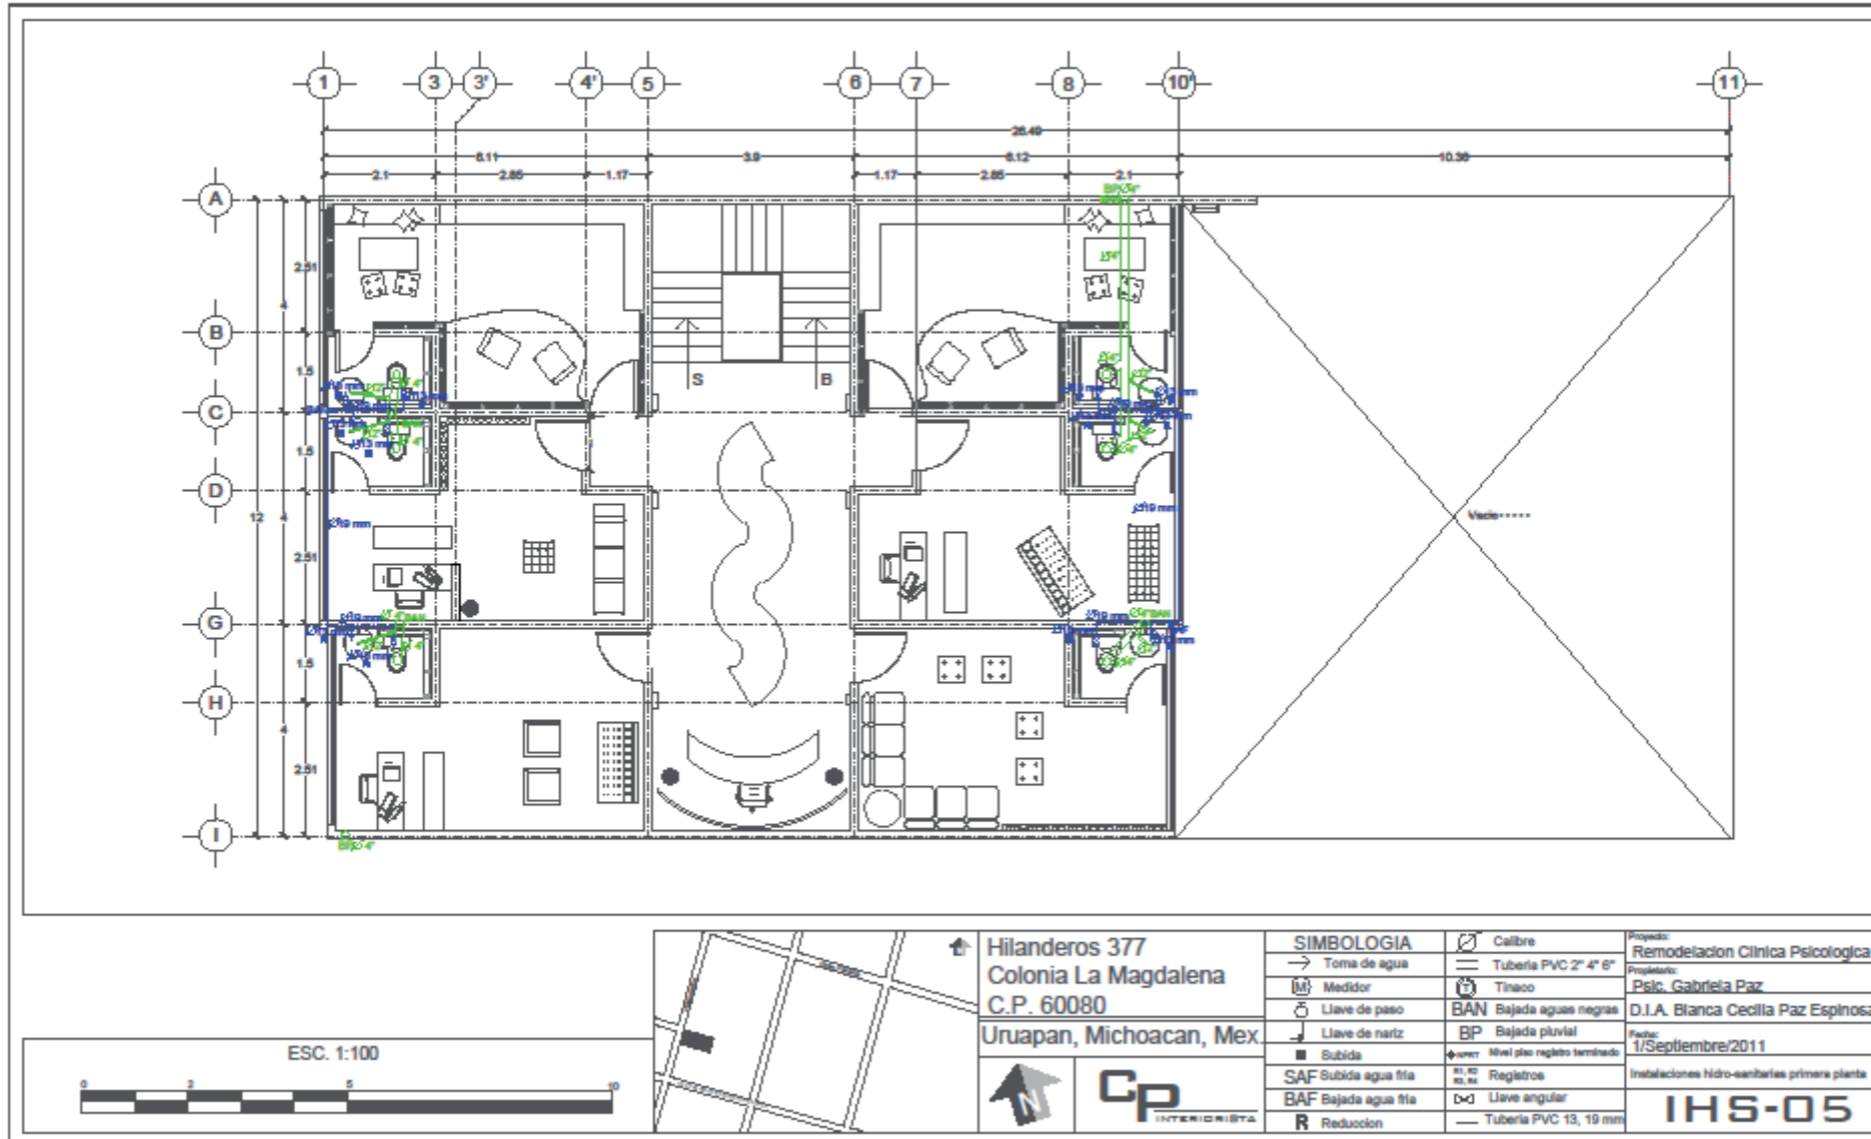 1 3 3' 4' 5 6 7 8 10' 11
26.49
6.11 3.9 6.12 10.36
2.1 2.85 1.17 1.17 2.85 2.1
A
B
C
D
G
H
I
2.51
1.5
1.5
2.51
1.5
2.51
4
4
4
12
S B
Vacio
ESC. 1:100
0 2 5 10
Hilanderos 377
Colonia La Magdalena
C.P. 60080
Uruapan, Michoacan, Mex.
N
CP
INTERIORISTA
SIMBOLOGIA
Toma de agua
M Medidor
Llave de paso
Llave de nariz
Subida
SAF Subida agua fria
BAF Bajada agua fria
R Reduccion
Calibre
Tuberia PVC 2" 4" 6"
T Tinaco
BAN Bajada aguas negras
BP Bajada pluvial
NPRT Nivel piso registro terminado
Registros
Llave angular
Tuberia PVC 13, 19 mm
Proyecto:
Remodelacion Clinica Psicologica
Propietario:
Psic. Gabriela Paz
D.I.A. Blanca Cecilia Paz Espinosa
Fecha:
1/Septiembre/2011
Instalaciones hidro-sanitarias primera planta
IHS-05